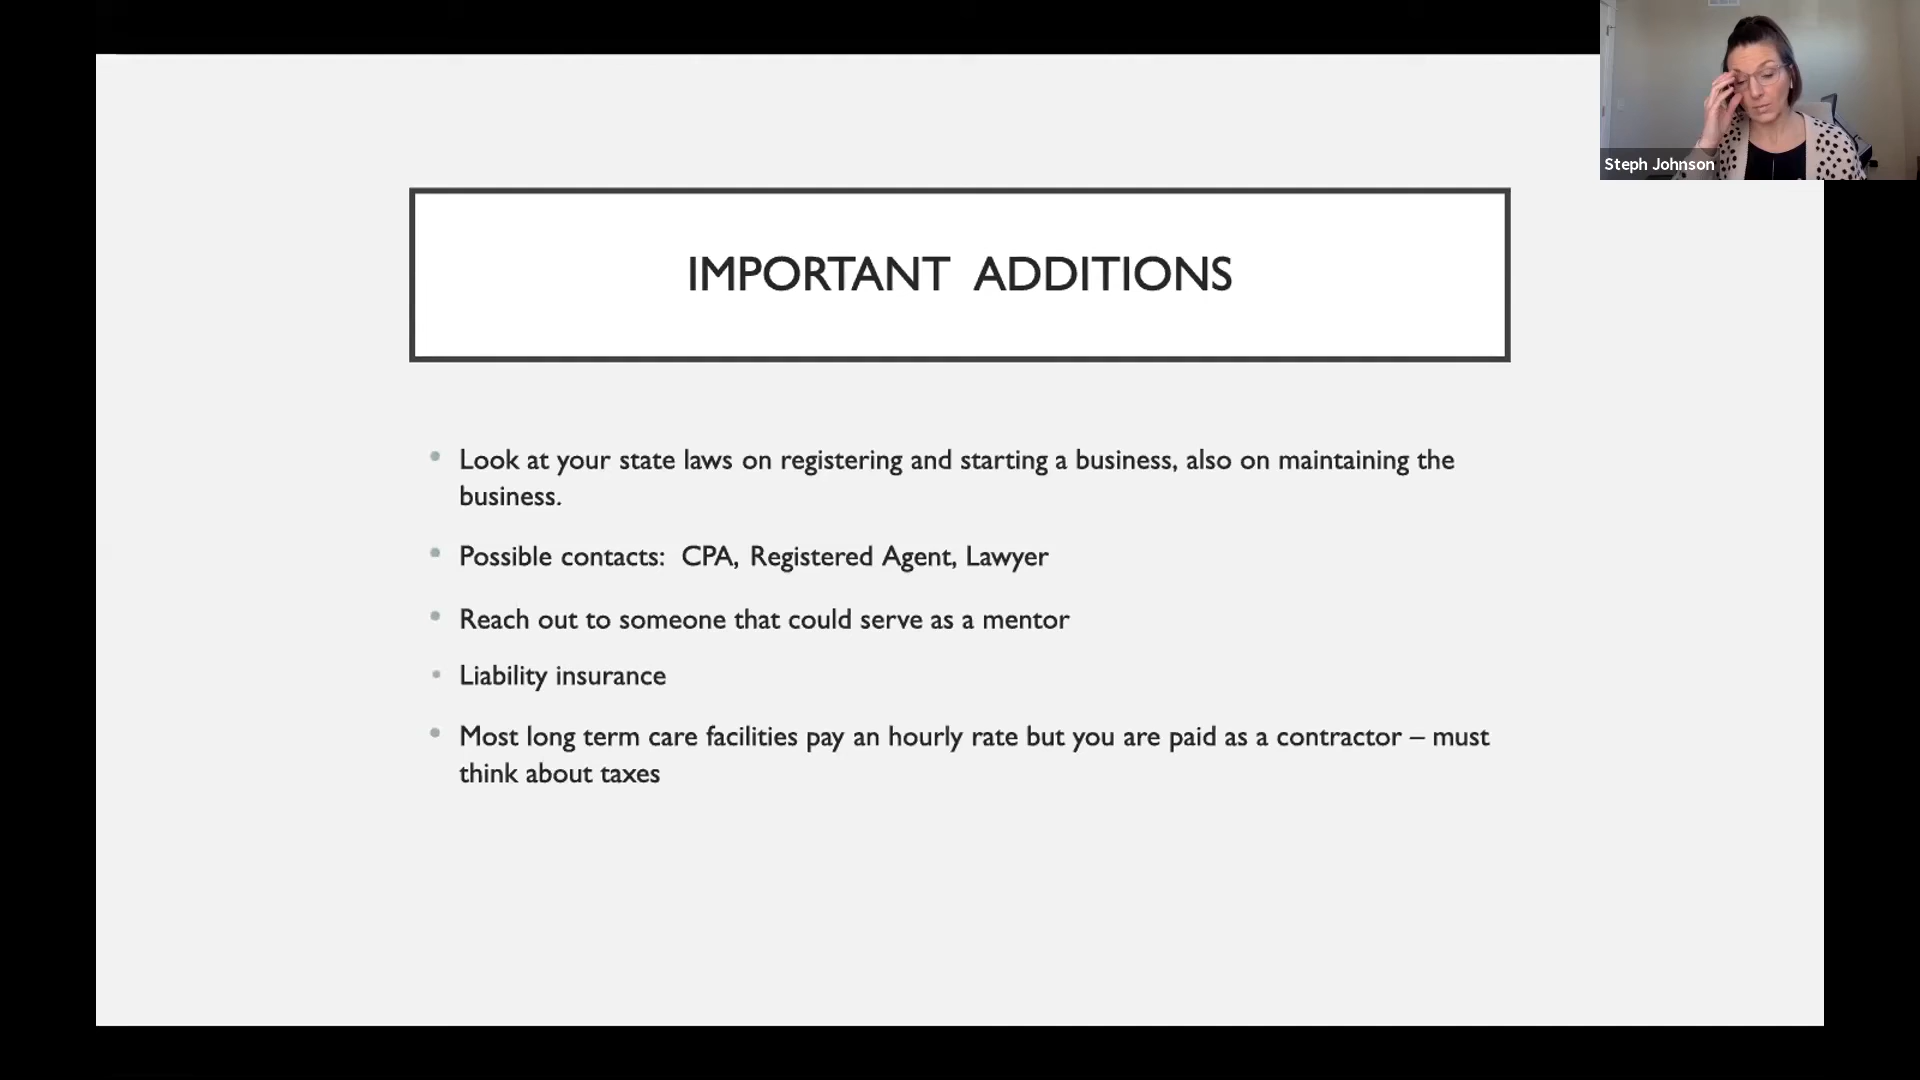 Steph Johnson
IMPORTANT ADDITIONS
Look at your state laws on registering and starting a business, also on maintaining the
business.
Possible contacts: CPA, Registered Agent, Lawyer
Reach out to someone that could serve as a mentor
Liability insurance
Most long term care facilities pay an hourly rate but you are paid as a contractor – must
think about taxes